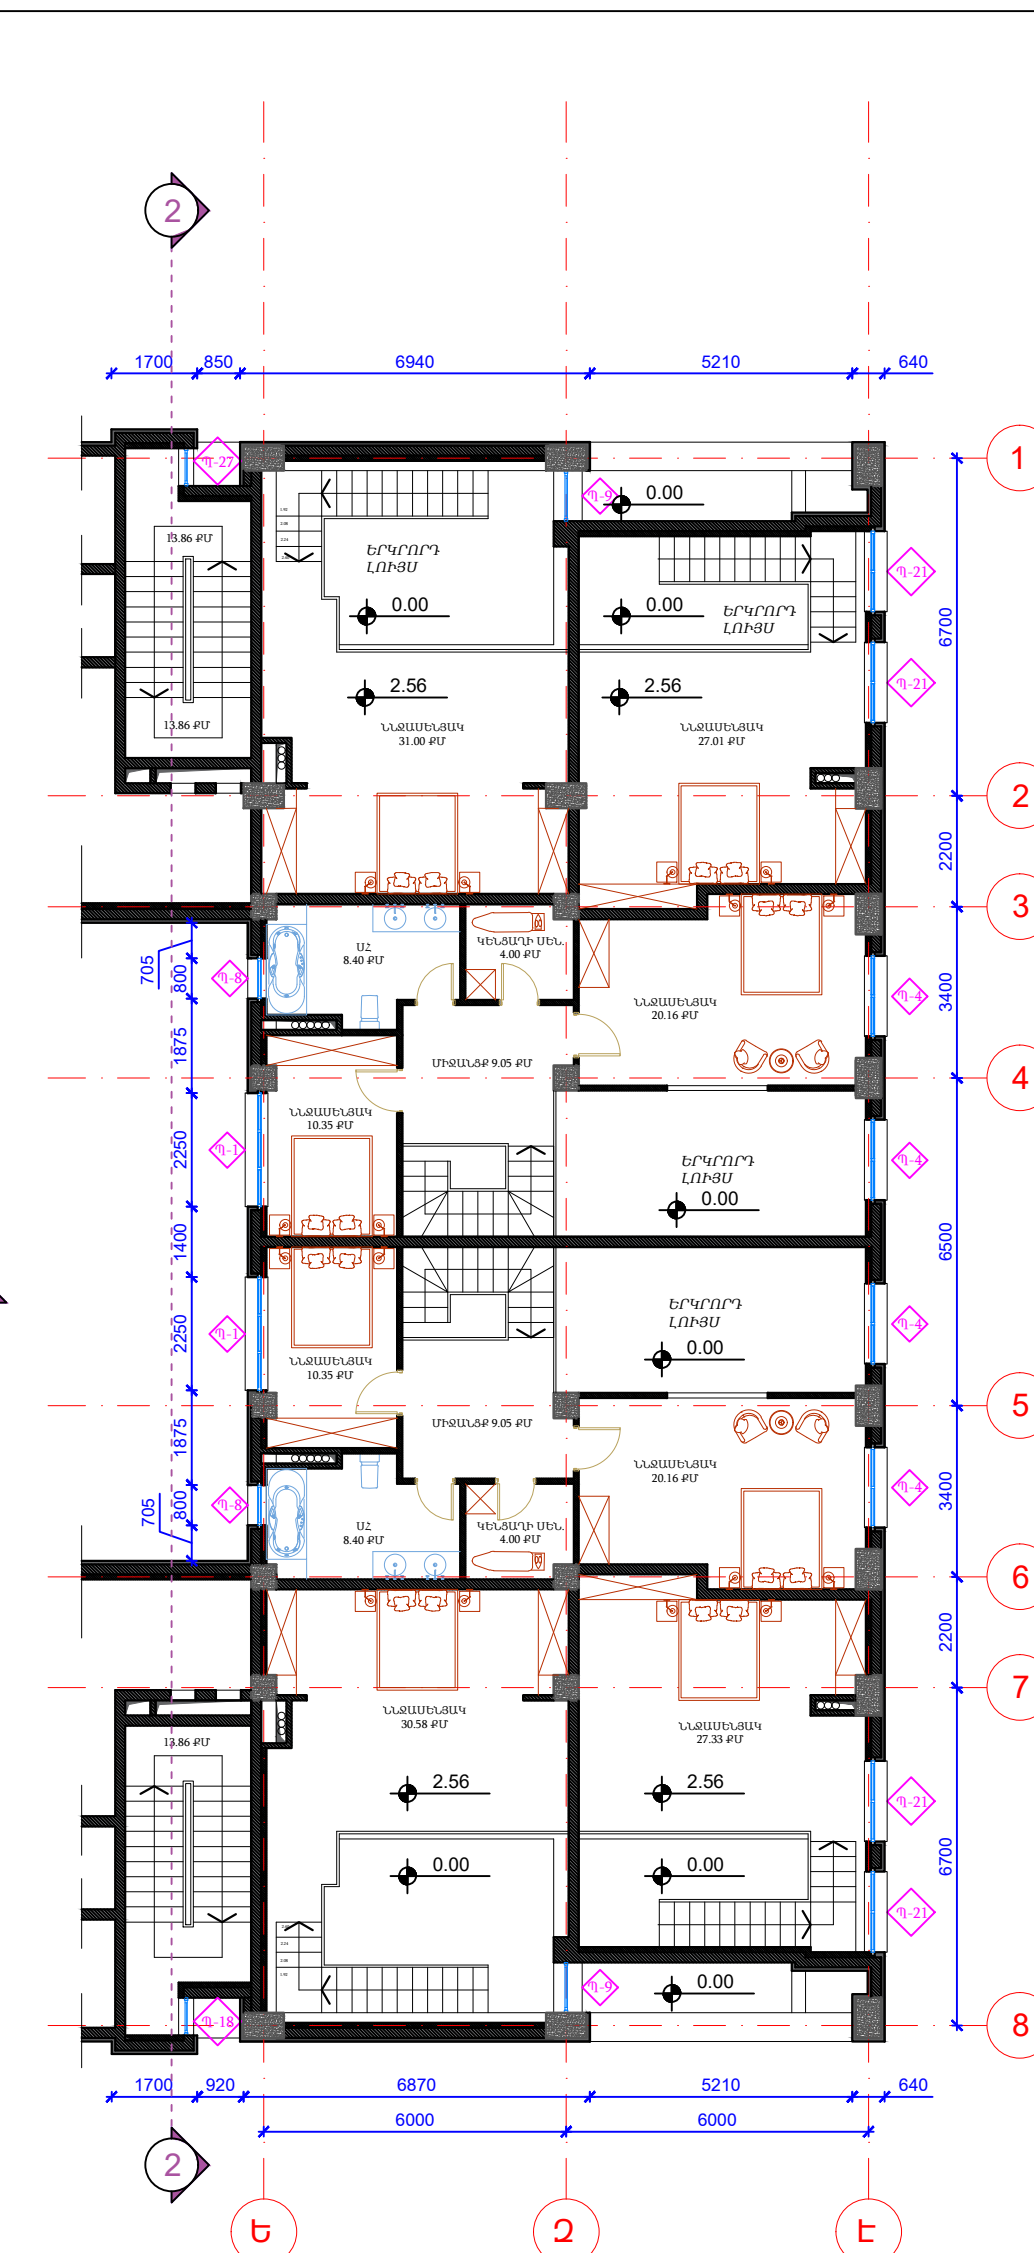 2
1700
850
6940
5210
640
Պ-27
1
Պ-9
0.00
13.86 ՔՄ
ԵՐԿՐՈՐԴ
ԼՈՒՅՍ
Պ-21
0.00
0.00
ԵՐԿՐՈՐԴ
ԼՈՒՅՍ
6700
2.56
2.56
Պ-21
13.86 ՔՄ
ՆՆՋԱՍԵՆՅԱԿ
31.00 ՔՄ
ՆՆՋԱՍԵՆՅԱԿ
27.01 ՔՄ
2
2200
3
ՍՀ
8.40 ՔՄ
ԿԵՆՑԱՂԻ ՍԵՆ.
4.00 ՔՄ
705
800
Պ-8
ՆՆՋԱՍԵՆՅԱԿ
20.16 ՔՄ
Պ-4
3400
1875
ՄԻՋԱՆՑՔ 9.05 ՔՄ
4
ՆՆՋԱՍԵՆՅԱԿ
10.35 ՔՄ
2250
Պ-1
ԵՐԿՐՈՐԴ
ԼՈՒՅՍ
Պ-4
0.00
1400
6500
2250
Պ-1
ԵՐԿՐՈՐԴ
ԼՈՒՅՍ
Պ-4
0.00
ՆՆՋԱՍԵՆՅԱԿ
10.35 ՔՄ
5
1875
ՄԻՋԱՆՑՔ 9.05 ՔՄ
ՆՆՋԱՍԵՆՅԱԿ
20.16 ՔՄ
Պ-4
3400
705
800
Պ-8
ՍՀ
8.40 ՔՄ
ԿԵՆՑԱՂԻ ՍԵՆ.
4.00 ՔՄ
6
2200
7
ՆՆՋԱՍԵՆՅԱԿ
30.58 ՔՄ
ՆՆՋԱՍԵՆՅԱԿ
27.33 ՔՄ
13.86 ՔՄ
2.56
2.56
Պ-21
0.00
0.00
6700
Պ-21
0.00
Պ-9
Պ-18
8
1700
920
6870
5210
640
6000
6000
2
Ե
Զ
Է